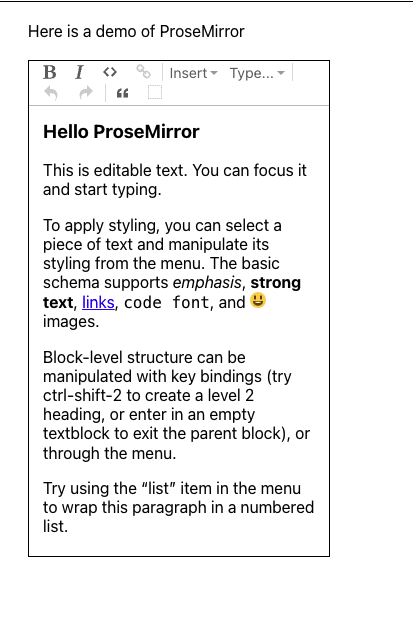 Here is a demo of ProseMirror
B I <> Insert Type...
“
Hello ProseMirror
This is editable text. You can focus it
and start typing.
To apply styling, you can select a
piece of text and manipulate its
styling from the menu. The basic
schema supports emphasis, strong
text, links, code font, and 😃
images.
Block-level structure can be
manipulated with key bindings (try
ctrl-shift-2 to create a level 2
heading, or enter in an empty
textblock to exit the parent block), or
through the menu.
Try using the “list” item in the menu
to wrap this paragraph in a numbered
list.